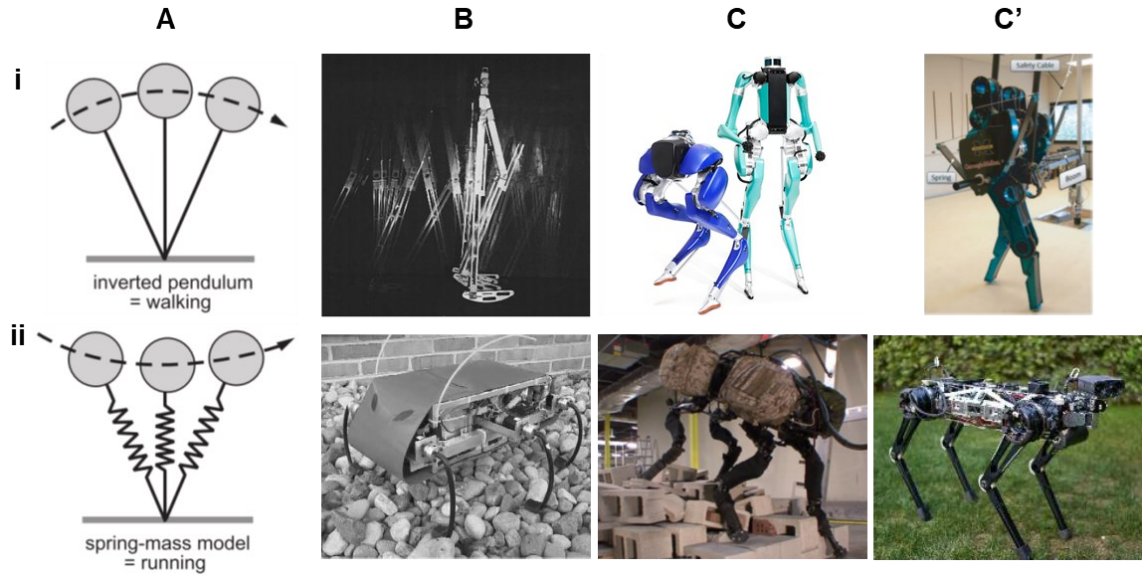 A
B
C
C’
i
inverted pendulum
= walking
Safety Cable
Spring
Boom
ii
spring-mass model
= running